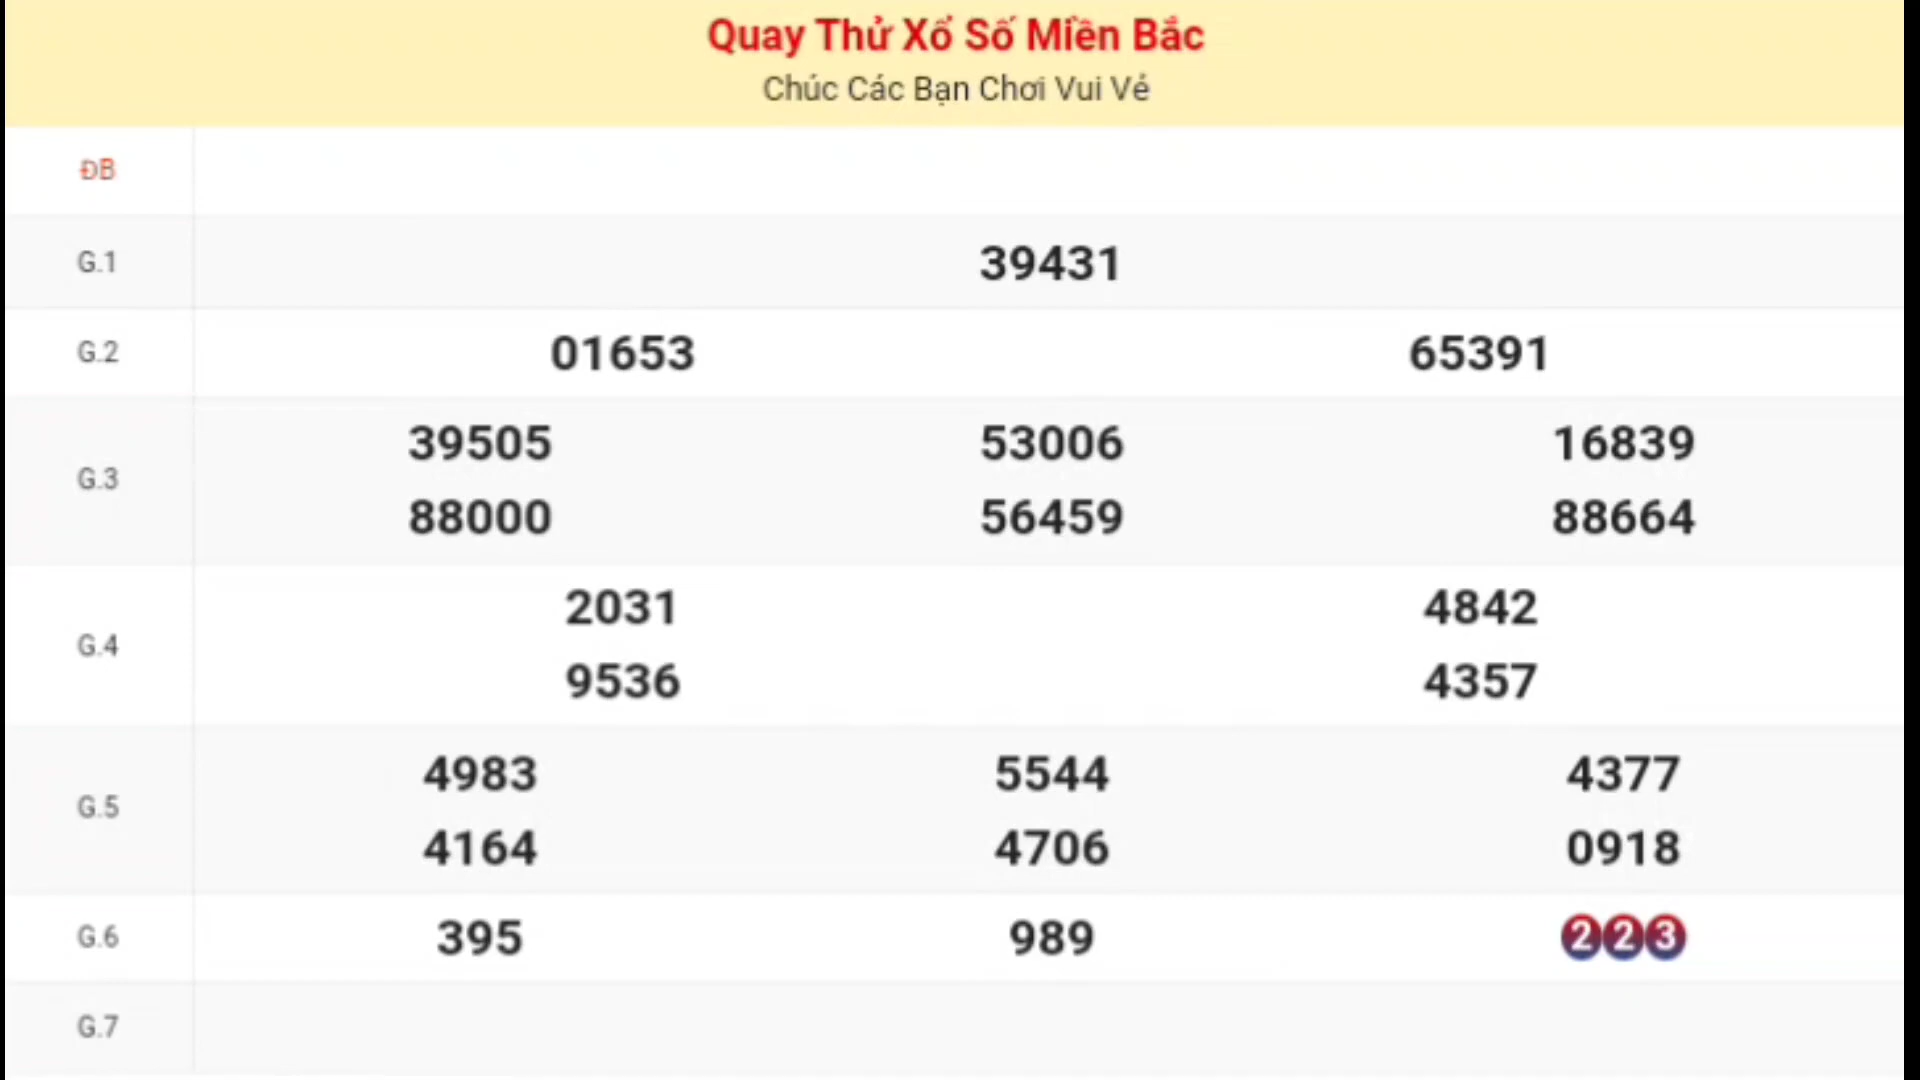 Quay Thử Xổ Số Miền Bắc
Chúc Các Bạn Chơi Vui Vẻ
ĐB
G.1 39431
G.2 01653 65391
G.3 39505 53006 16839
88000 56459 88664
G.4 2031 4842
9536 4357
G.5 4983 5544 4377
4164 4706 0918
G.6 395 989 223
G.7